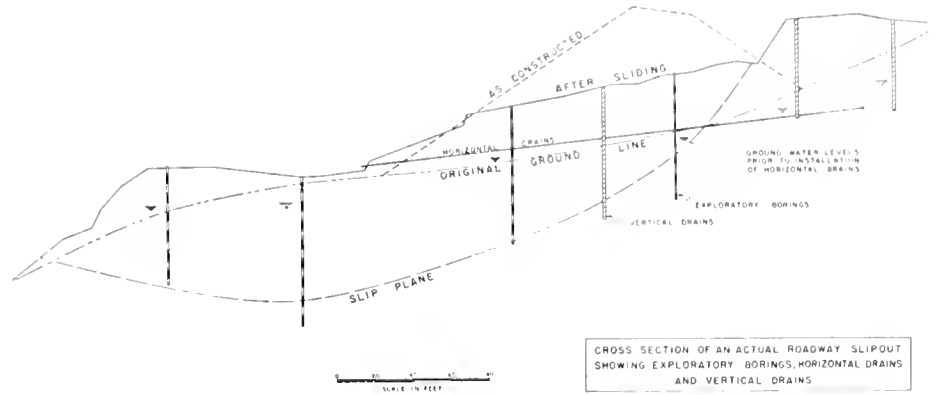 AS CONSTRUCTED
AFTER SLIDING
HORIZONTAL DRAINS
ORIGINAL GROUND LINE
GROUND WATER LEVELS
PRIOR TO INSTALLATION
OF HORIZONTAL DRAINS
EXPLORATORY BORINGS
VERTICAL DRAINS
SLIP PLANE
0
SCALE IN FEET
CROSS SECTION OF AN ACTUAL ROADWAY SLIPOUT
SHOWING EXPLORATORY BORINGS, HORIZONTAL DRAINS
AND VERTICAL DRAINS